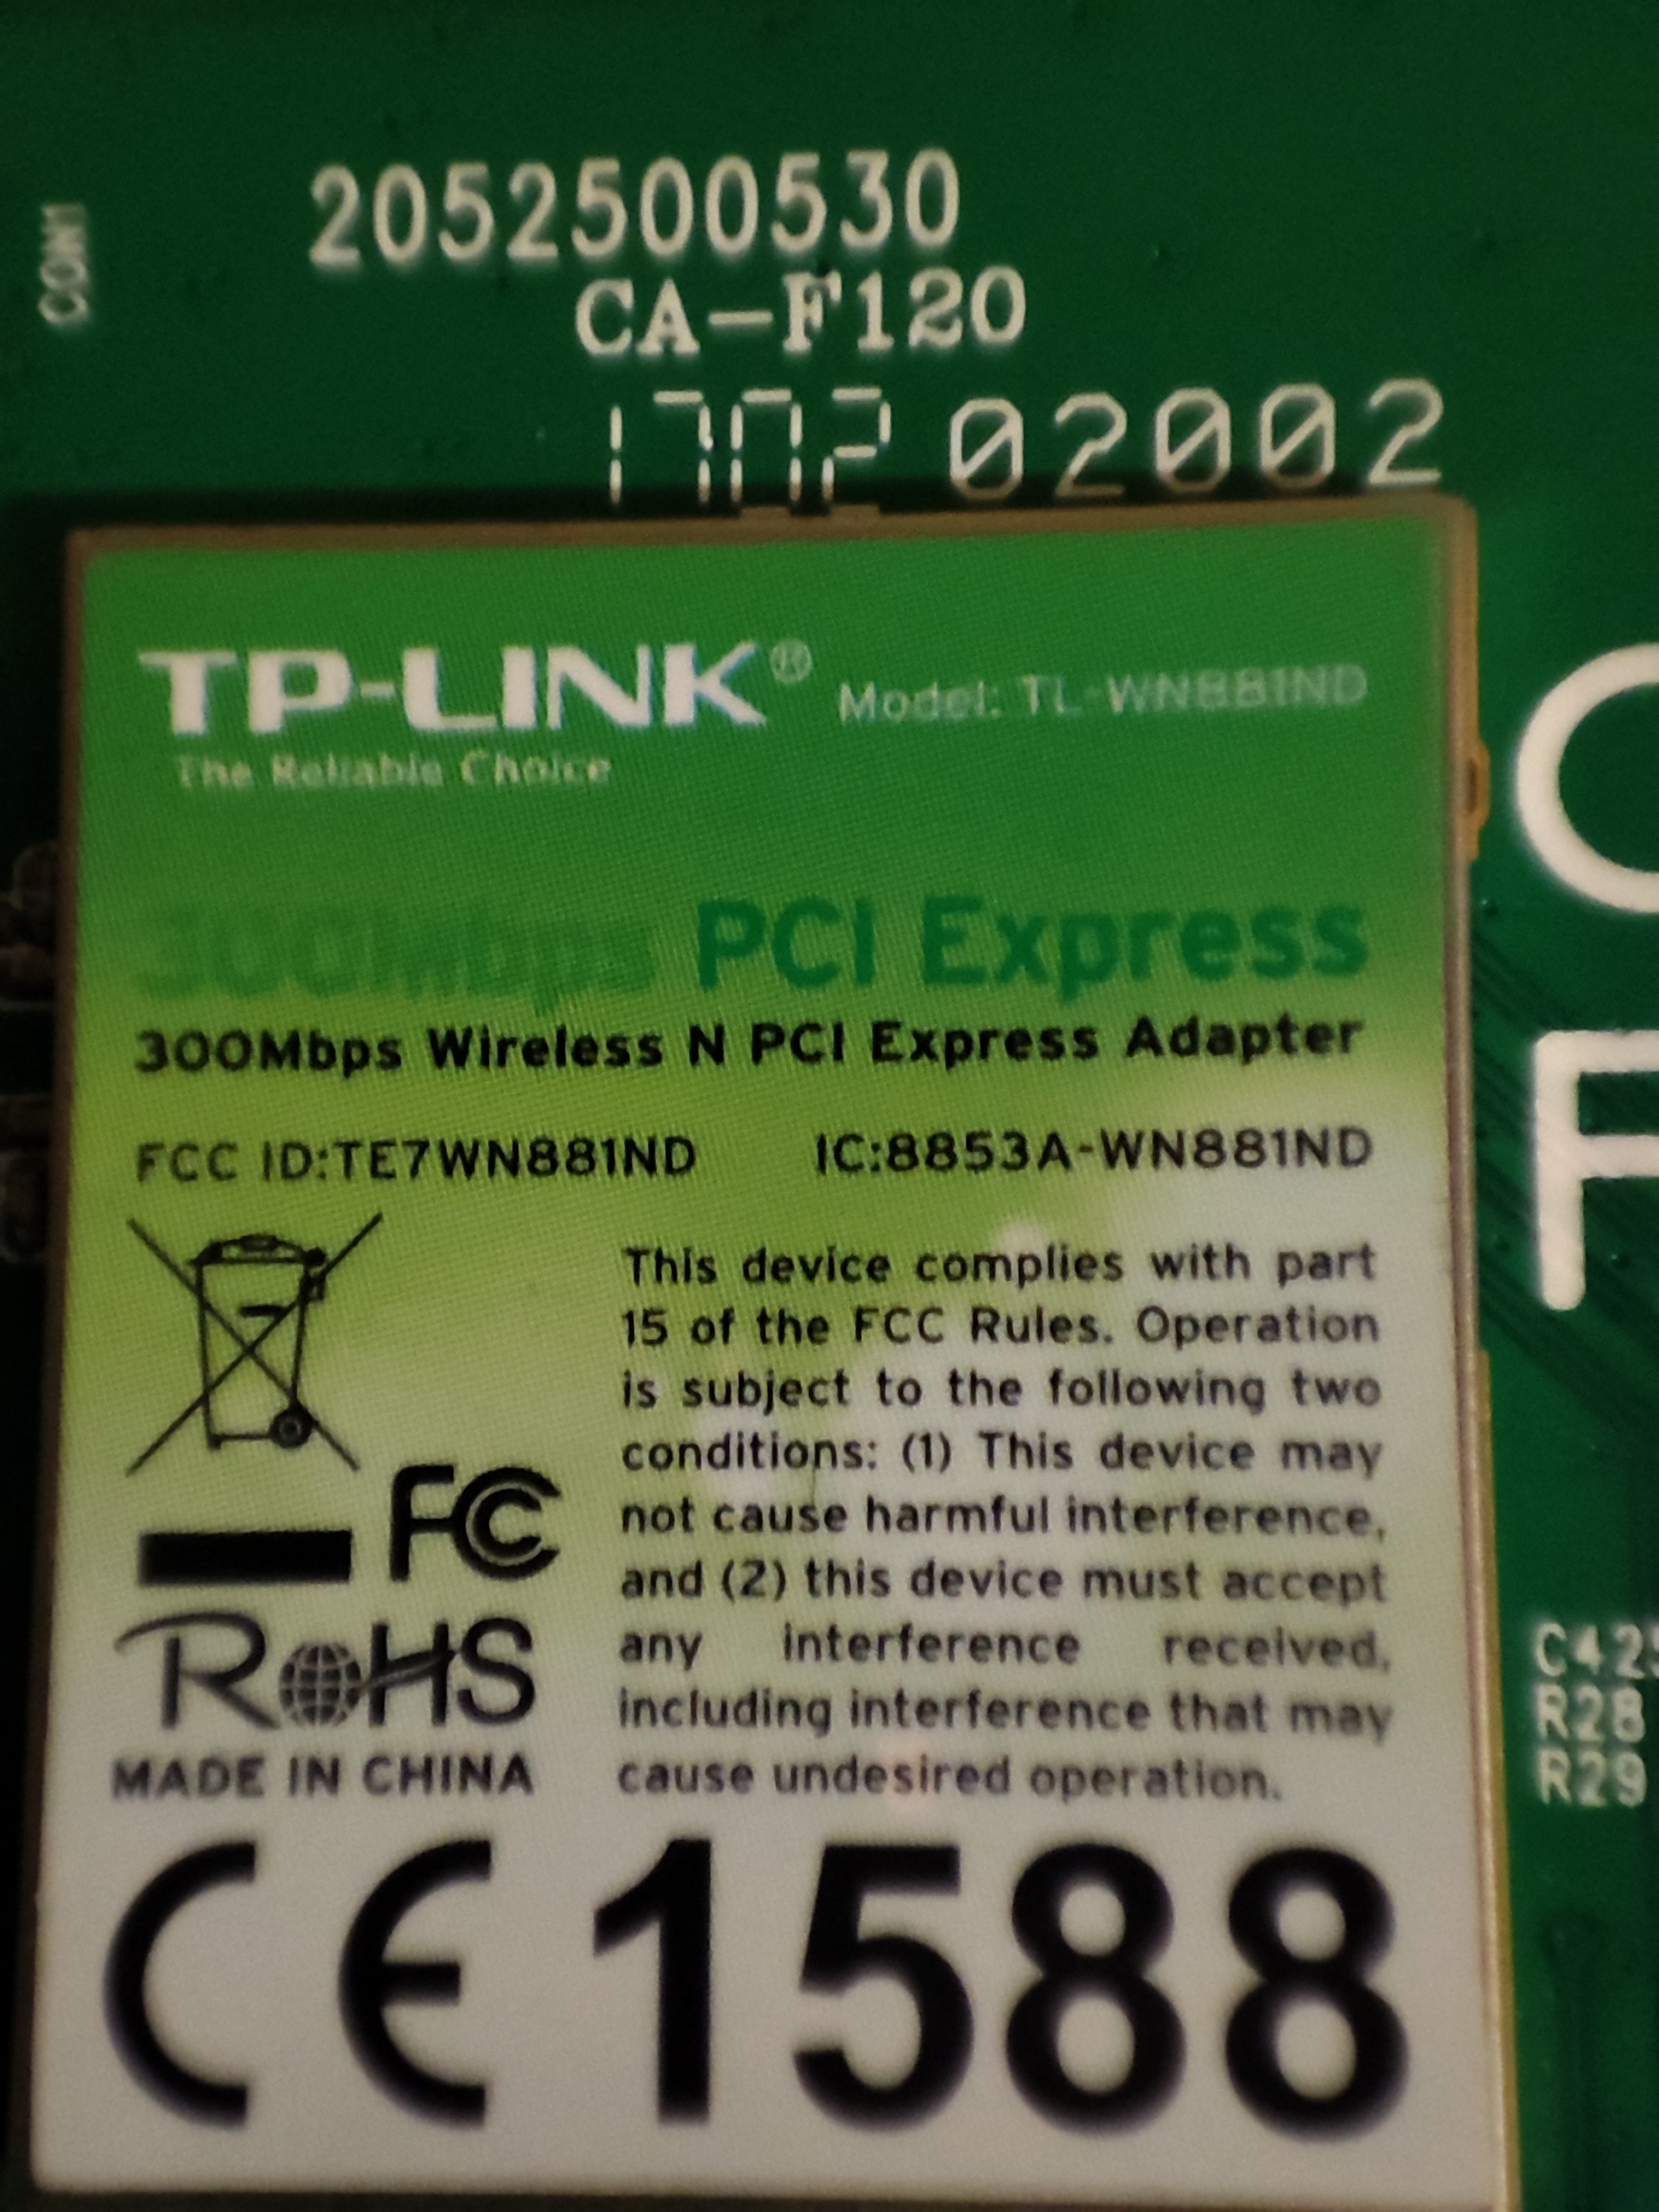 CON1
2052500530
CA-F120
1702 02002
TP-LINK® Model: TL-WN881ND
The Reliable Choice
300Mbps PCI Express
300Mbps Wireless N PCI Express Adapter
FCC ID:TE7WN881ND IC:8853A-WN881ND
This device complies with part
15 of the FCC Rules. Operation
is subject to the following two
conditions: (1) This device may
not cause harmful interference,
and (2) this device must accept
any interference received,
including interference that may
cause undesired operation.
FC
RoHS
MADE IN CHINA
CE 1588
C
F
R28
R29